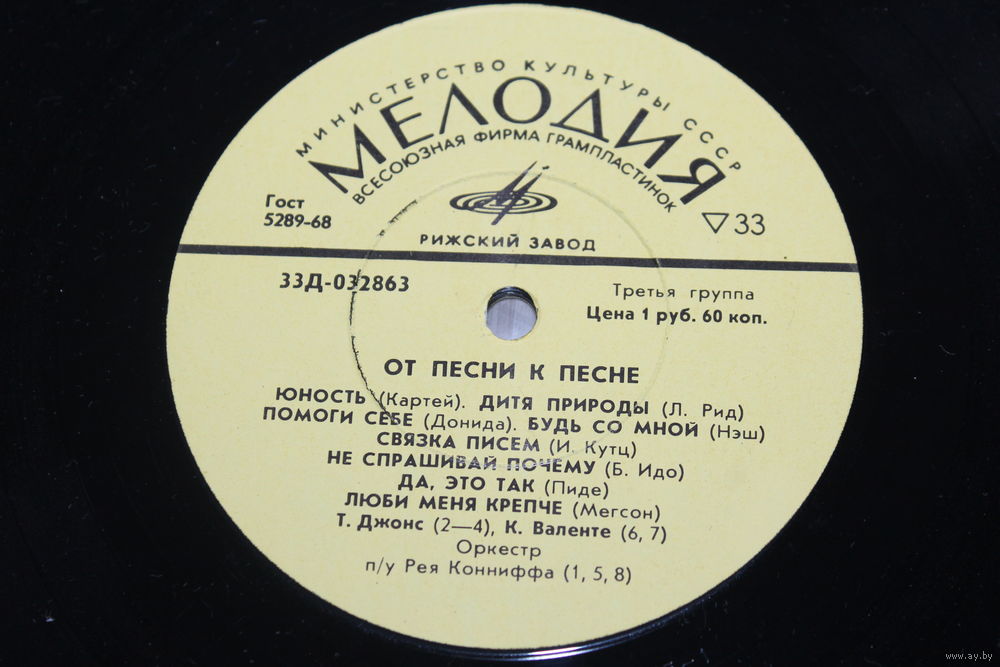 МИНИСТЕРСТВО КУЛЬТУРЫ СССР
МЕЛОДИЯ
ВСЕСОЮЗНАЯ ФИРМА ГРАМПЛАСТИНОК
Гост
5289-68
33
РИЖСКИЙ ЗАВОД
33Д-032863
Третья группа
Цена 1 руб. 60 коп.
ОТ ПЕСНИ К ПЕСНЕ
ЮНОСТЬ (Картей). ДИТЯ ПРИРОДЫ (Л. Рид)
ПОМОГИ СЕБЕ (Донида). БУДЬ СО МНОЙ (Нэш)
СВЯЗКА ПИСЕМ (И. Кутц)
НЕ СПРАШИВАЙ ПОЧЕМУ (Б. Идо)
ДА, ЭТО ТАК (Пиде)
ЛЮБИ МЕНЯ КРЕПЧЕ (Мегсон)
Т. Джонс (2—4), К. Валенте (6, 7)
Оркестр
п/у Рея Конниффа (1, 5, 8)
www.ay.by